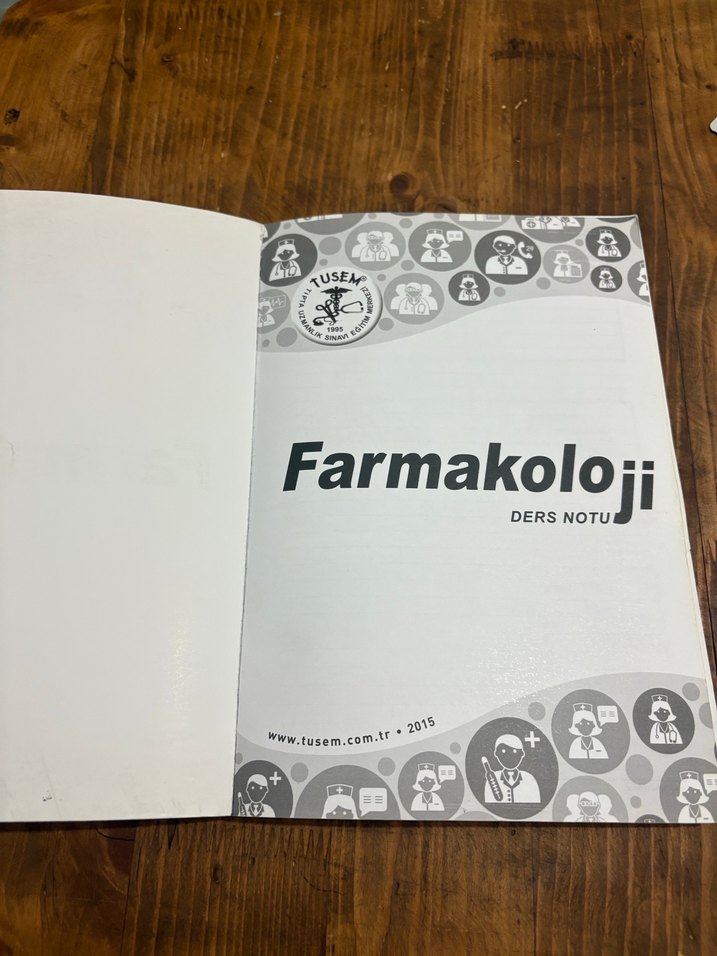 TUSEM®
TIPTA UZMANLIK SINAVI EĞİTİM MERKEZİ
1995
Farmakoloji
DERS NOTU
www.tusem.com.tr • 2015